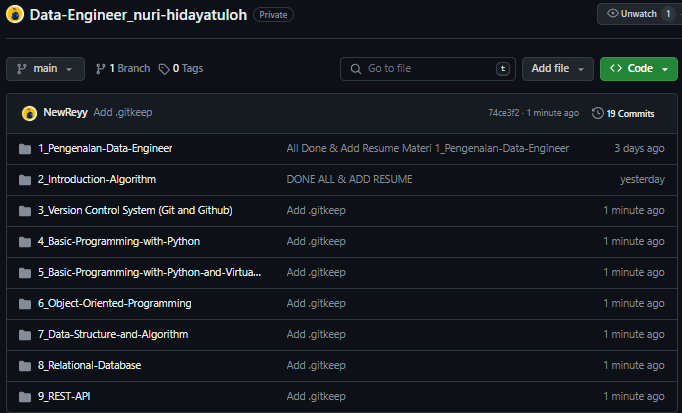 Data-Engineer_nuri-hidayatuloh Private Unwatch 1
main 1 Branch 0 Tags Go to file t Add file Code
NewReyy Add .gitkeep 74ce3f2 · 1 minute ago 19 Commits
1_Pengenalan-Data-Engineer All Done & Add Resume Materi 1_Pengenalan-Data-Engineer 3 days ago
2_Introduction-Algorithm DONE ALL & ADD RESUME yesterday
3_Version Control System (Git and Github) Add .gitkeep 1 minute ago
4_Basic-Programming-with-Python Add .gitkeep 1 minute ago
5_Basic-Programming-with-Python-and-Virtua... Add .gitkeep 1 minute ago
6_Object-Oriented-Programming Add .gitkeep 1 minute ago
7_Data-Structure-and-Algorithm Add .gitkeep 1 minute ago
8_Relational-Database Add .gitkeep 1 minute ago
9_REST-API Add .gitkeep 1 minute ago